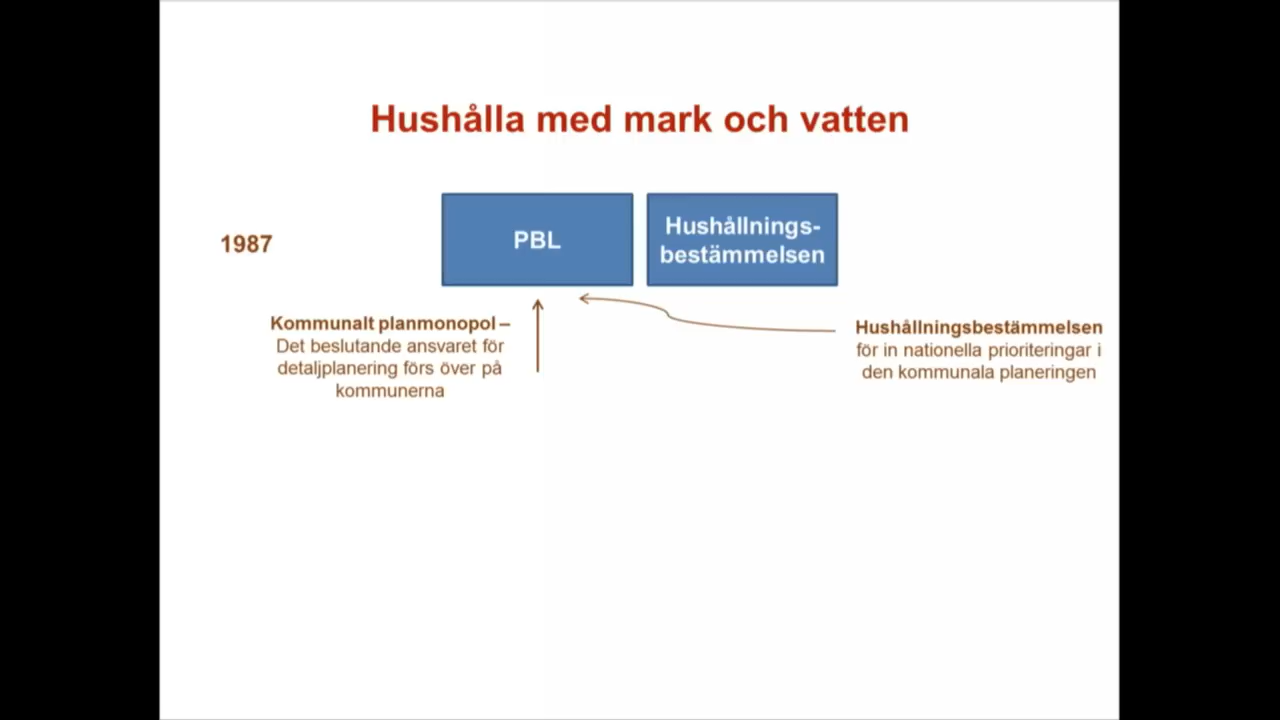 Hushålla med mark och vatten
1987
PBL
Hushållnings-
bestämmelsen
Kommunalt planmonopol –
Det beslutande ansvaret för
detaljplanering förs över på
kommunerna
Hushållningsbestämmelsen
för in nationella prioriteringar i
den kommunala planeringen